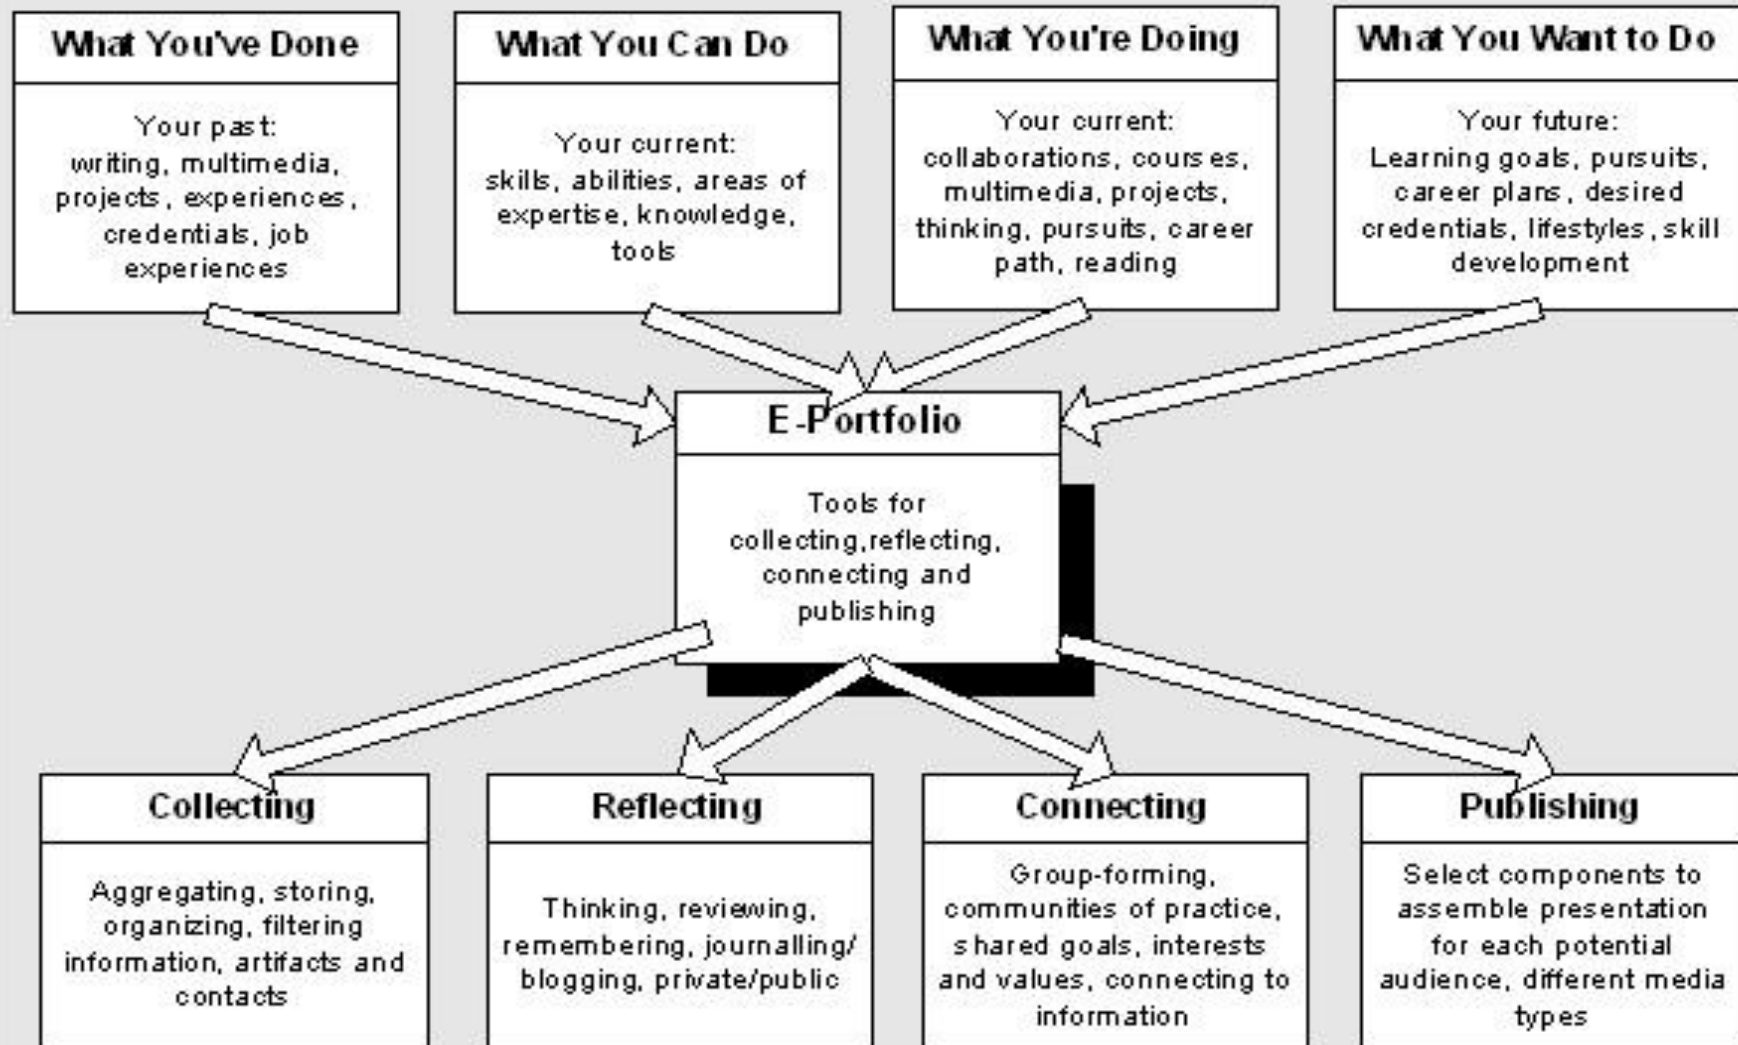 What You've Done
Your past:
writing, multimedia,
projects, experiences,
credentials, job
experiences
What You Can Do
Your current:
skills, abilities, areas of
expertise, knowledge,
tools
What You're Doing
Your current:
collaborations, courses,
multimedia, projects,
thinking, pursuits, career
path, reading
What You Want to Do
Your future:
Learning goals, pursuits,
career plans, desired
credentials, lifestyles, skill
development
E-Portfolio
Tools for
collecting,reflecting,
connecting and
publishing
Collecting
Aggregating, storing,
organizing, filtering
information, artifacts and
contacts
Reflecting
Thinking, reviewing,
remembering, journalling/
blogging, private/public
Connecting
Group-forming,
communities of practice,
shared goals, interests
and values, connecting to
information
Publishing
Select components to
assemble presentation
for each potential
audience, different media
types